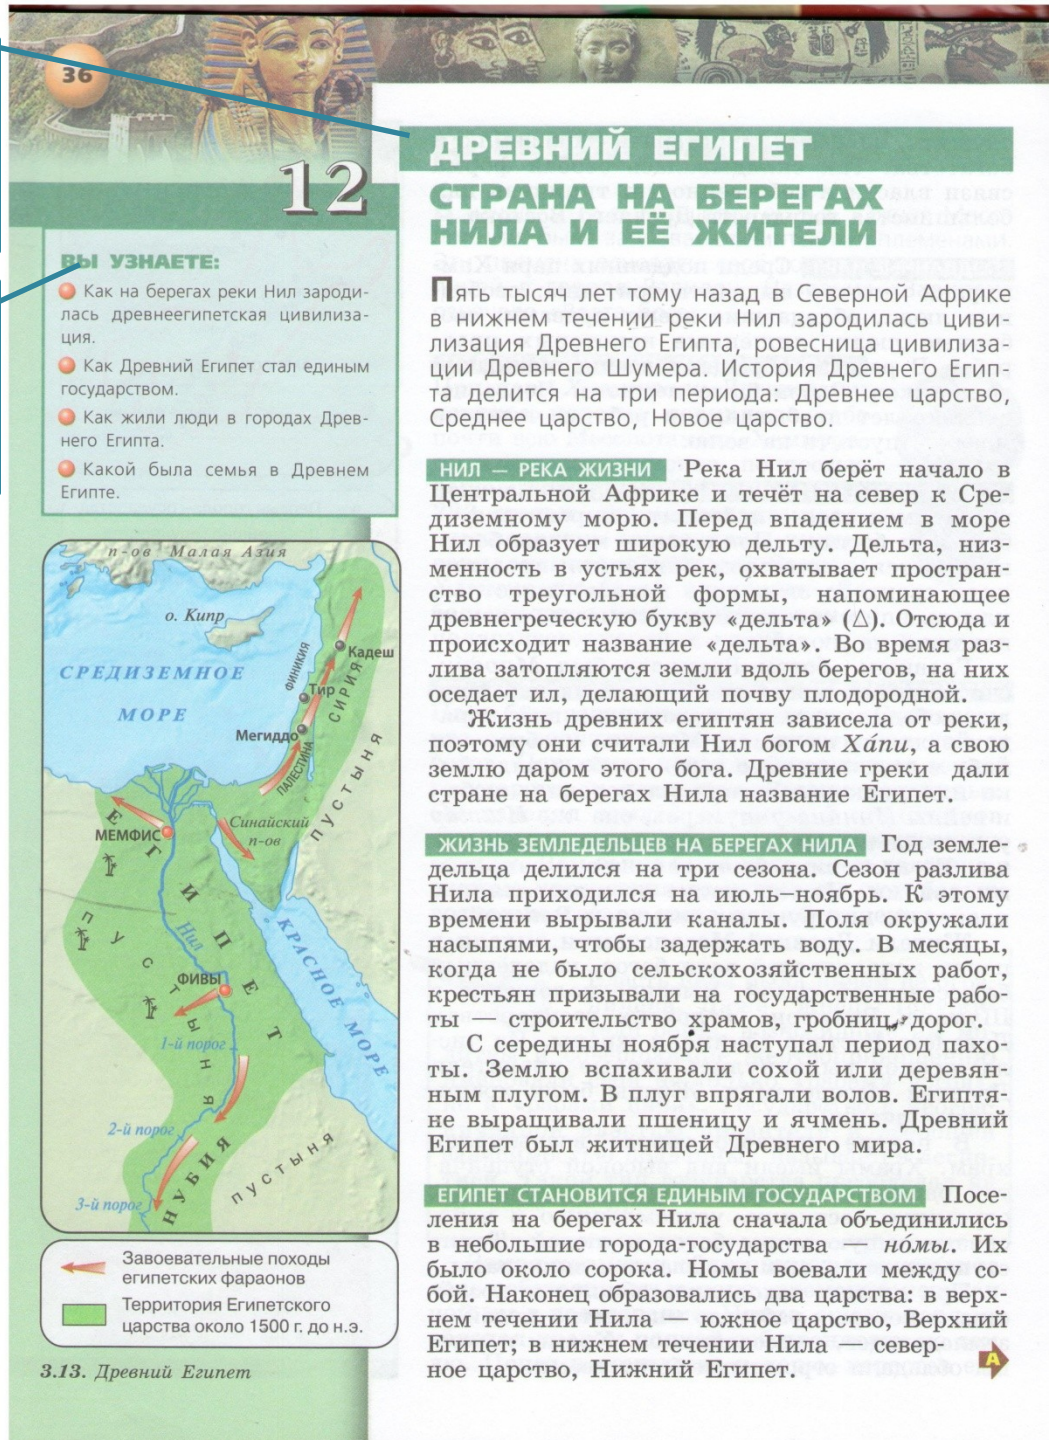 36
12
ДРЕВНИЙ ЕГИПЕТ
СТРАНА НА БЕРЕГАХ
НИЛА И ЕЁ ЖИТЕЛИ
ВЫ УЗНАЕТЕ:
Как на берегах реки Нил зароди-
лась древнеегипетская цивилиза-
ция.
Как Древний Египет стал единым
государством.
Как жили люди в городах Древ-
него Египта.
Какой была семья в Древнем
Египте.
п-ов Малая Азия
о. Кипр
СРЕДИЗЕМНОЕ
МОРЕ
Кадеш
ФИНИКИЯ
Тир
СИРИЯ
Мегиддо
ПАЛЕСТИНА
ПУСТЫНЯ
Синайский
п-ов
МЕМФИС
ЕГИПЕТ
ПУСТЫНЯ
Нил
КРАСНОЕ МОРЕ
ФИВЫ
1-й порог
2-й порог
3-й порог
НУБИЯ
ПУСТЫНЯ
Завоевательные походы
египетских фараонов
Территория Египетского
царства около 1500 г. до н.э.
3.13. Древний Египет
Пять тысяч лет тому назад в Северной Африке
в нижнем течении реки Нил зародилась циви-
лизация Древнего Египта, ровесница цивилиза-
ции Древнего Шумера. История Древнего Егип-
та делится на три периода: Древнее царство,
Среднее царство, Новое царство.
НИЛ — РЕКА ЖИЗНИ Река Нил берёт начало в
Центральной Африке и течёт на север к Сре-
диземному морю. Перед впадением в море
Нил образует широкую дельту. Дельта, низ-
менность в устьях рек, охватывает простран-
ство треугольной формы, напоминающее
древнегреческую букву «дельта» (Δ). Отсюда и
происходит название «дельта». Во время раз-
лива затопляются земли вдоль берегов, на них
оседает ил, делающий почву плодородной.
Жизнь древних египтян зависела от реки,
поэтому они считали Нил богом Ха́пи, а свою
землю даром этого бога. Древние греки дали
стране на берегах Нила название Египет.
ЖИЗНЬ ЗЕМЛЕДЕЛЬЦЕВ НА БЕРЕГАХ НИЛА Год земле-
дельца делился на три сезона. Сезон разлива
Нила приходился на июль—ноябрь. К этому
времени вырывали каналы. Поля окружали
насыпями, чтобы задержать воду. В месяцы,
когда не было сельскохозяйственных работ,
крестьян призывали на государственные рабо-
ты — строительство храмов, гробниц, дорог.
С середины ноября наступал период пахо-
ты. Землю вспахивали сохой или деревян-
ным плугом. В плуг впрягали волов. Египтя-
не выращивали пшеницу и ячмень. Древний
Египет был житницей Древнего мира.
ЕГИПЕТ СТАНОВИТСЯ ЕДИНЫМ ГОСУДАРСТВОМ Посе-
ления на берегах Нила сначала объединились
в небольшие города-государства — но́мы. Их
было около сорока. Номы воевали между со-
бой. Наконец образовались два царства: в верх-
нем течении Нила — южное царство, Верхний
Египет; в нижнем течении Нила — север-
ное царство, Нижний Египет.
А